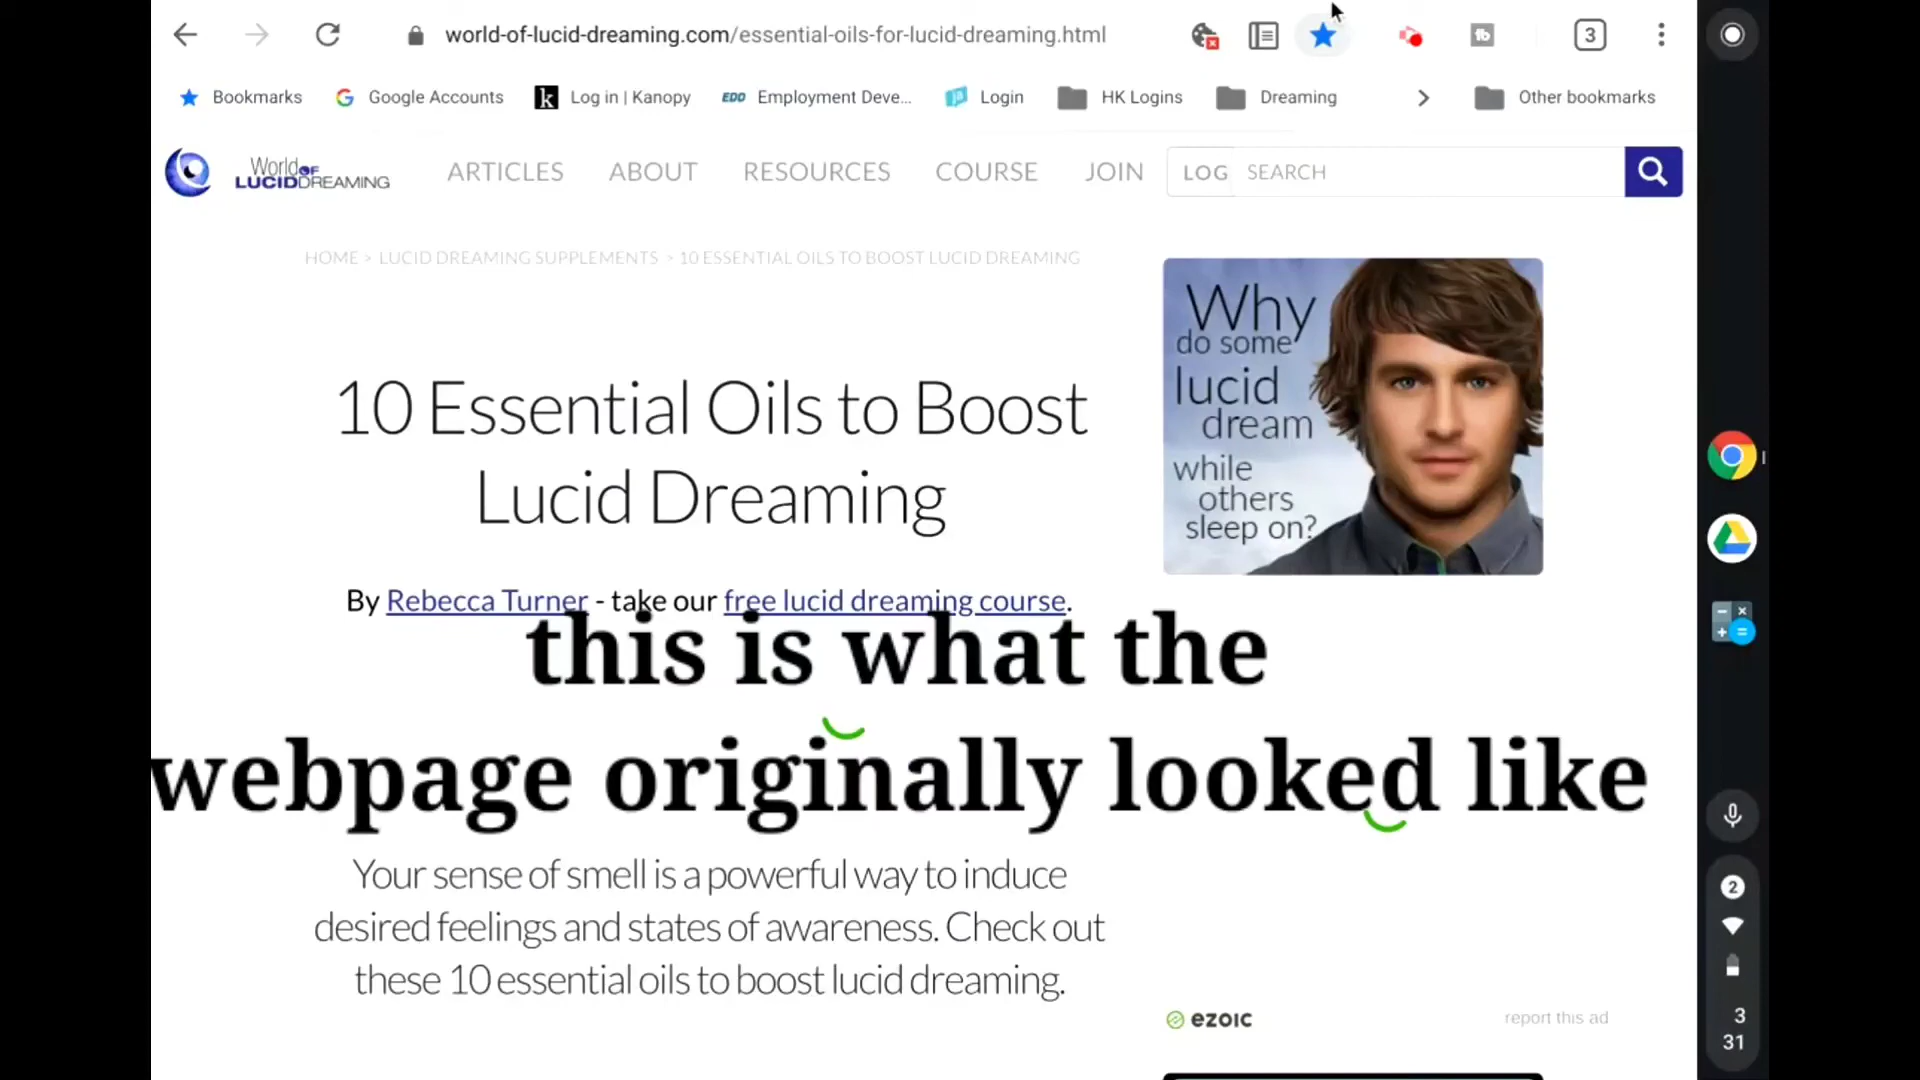 world-of-lucid-dreaming.com/essential-oils-for-lucid-dreaming.html
3
Bookmarks
Google Accounts
k
Log in | Kanopy
EDD
Employment Deve...
Login
HK Logins
Dreaming
Other bookmarks
World OF
LUCIDDREAMING
ARTICLES
ABOUT
RESOURCES
COURSE
JOIN
LOG
SEARCH
HOME > LUCID DREAMING SUPPLEMENTS > 10 ESSENTIAL OILS TO BOOST LUCID DREAMING
10 Essential Oils to Boost
Lucid Dreaming
By Rebecca Turner - take our free lucid dreaming course.
Why
do some
lucid
dream
while
others
sleep on?
this is what the
webpage originally looked like
Your sense of smell is a powerful way to induce
desired feelings and states of awareness. Check out
these 10 essential oils to boost lucid dreaming.
ezoic
report this ad
2
3
31